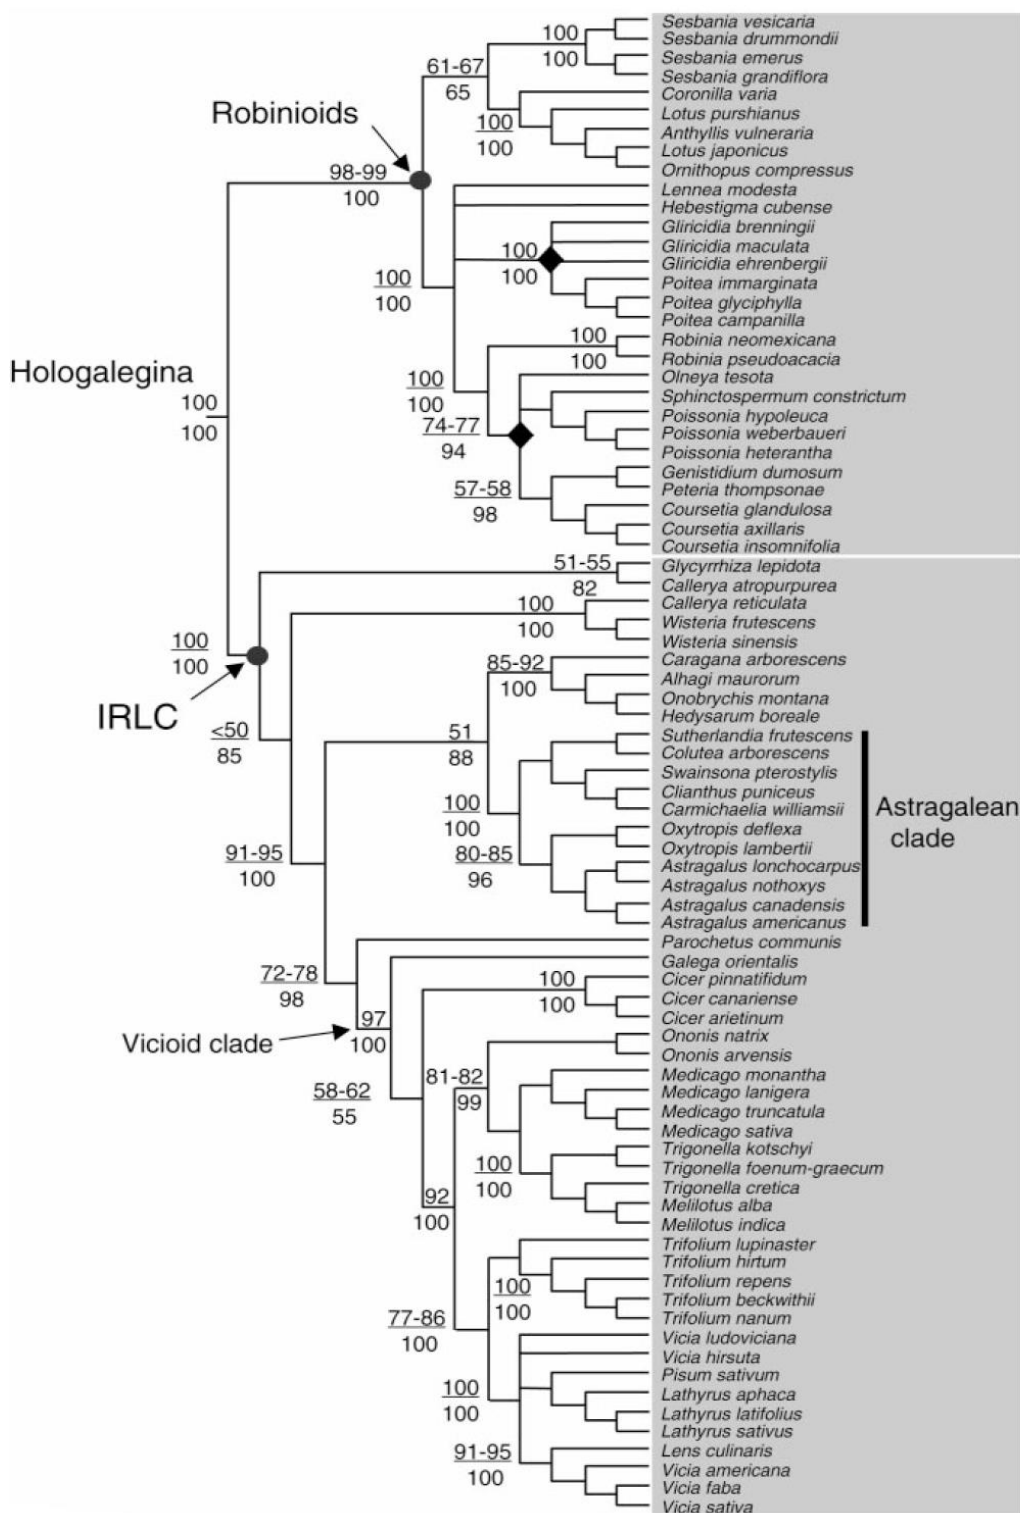 Sesbania vesicaria
Sesbania drummondii
100
100
Sesbania emerus
Sesbania grandiflora
61-67
65
Coronilla varia
Robinioids
Lotus purshianus
100
100
Anthyllis vulneraria
Lotus japonicus
Ornithopus compressus
98-99
100
Lennea modesta
Hebestigma cubense
Gliricidia brenningii
100
100
Gliricidia maculata
Gliricidia ehrenbergii
100
100
Poitea immarginata
Poitea glyciphylla
Poitea campanilla
100
100
Robinia neomexicana
Robinia pseudoacacia
Hologalegina
100
100
Olneya tesota
Sphinctospermum constrictum
100
100
Poissonia hypoleuca
74-77
94
Poissonia weberbaueri
Poissonia heterantha
Genistidium dumosum
57-58
98
Peteria thompsonae
Coursetia glandulosa
Coursetia axillaris
Coursetia insomnifolia
51-55
82
Glycyrrhiza lepidota
Callerya atropurpurea
100
100
Callerya reticulata
Wisteria frutescens
Wisteria sinensis
100
100
85-92
100
Caragana arborescens
Alhagi maurorum
Onobrychis montana
IRLC
Hedysarum boreale
<50
85
51
88
Sutherlandia frutescens
Colutea arborescens
Swainsona pterostylis
Clianthus puniceus
100
100
Carmichaelia williamsii
Astragalean
clade
Oxytropis deflexa
91-95
100
80-85
96
Oxytropis lambertii
Astragalus lonchocarpus
Astragalus nothoxys
Astragalus canadensis
Astragalus americanus
Parochetus communis
72-78
98
Galega orientalis
100
100
Cicer pinnatifidum
Cicer canariense
Cicer arietinum
97
100
Vicioid clade
Ononis natrix
Ononis arvensis
81-82
99
Medicago monantha
58-62
55
Medicago lanigera
Medicago truncatula
Medicago sativa
Trigonella kotschyi
100
100
Trigonella foenum-graecum
Trigonella cretica
92
100
Melilotus alba
Melilotus indica
Trifolium lupinaster
Trifolium hirtum
100
100
Trifolium repens
Trifolium beckwithii
77-86
100
Trifolium nanum
Vicia ludoviciana
Vicia hirsuta
Pisum sativum
100
100
Lathyrus aphaca
Lathyrus latifolius
Lathyrus sativus
91-95
100
Lens culinaris
Vicia americana
Vicia faba
Vicia sativa